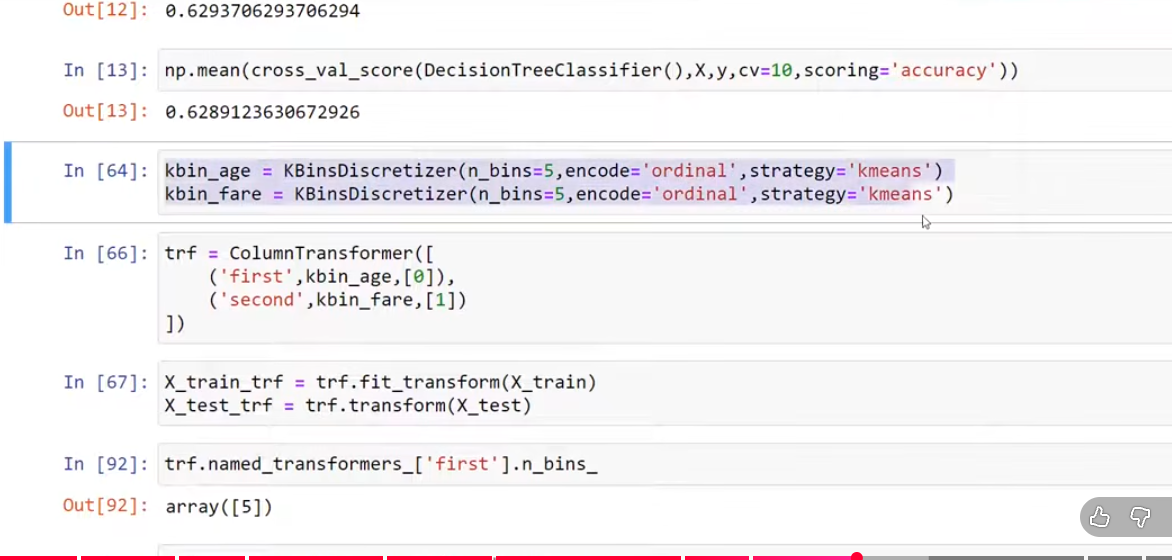 Out[12]: 0.6293706293706294
In [13]: np.mean(cross_val_score(DecisionTreeClassifier(),X,y,cv=10,scoring='accuracy'))
Out[13]: 0.6289123630672926
In [64]: kbin_age = KBinsDiscretizer(n_bins=5,encode='ordinal',strategy='kmeans')
kbin_fare = KBinsDiscretizer(n_bins=5,encode='ordinal',strategy='kmeans')
In [66]: trf = ColumnTransformer([
('first',kbin_age,[0]),
('second',kbin_fare,[1])
])
In [67]: X_train_trf = trf.fit_transform(X_train)
X_test_trf = trf.transform(X_test)
In [92]: trf.named_transformers_['first'].n_bins_
Out[92]: array([5])